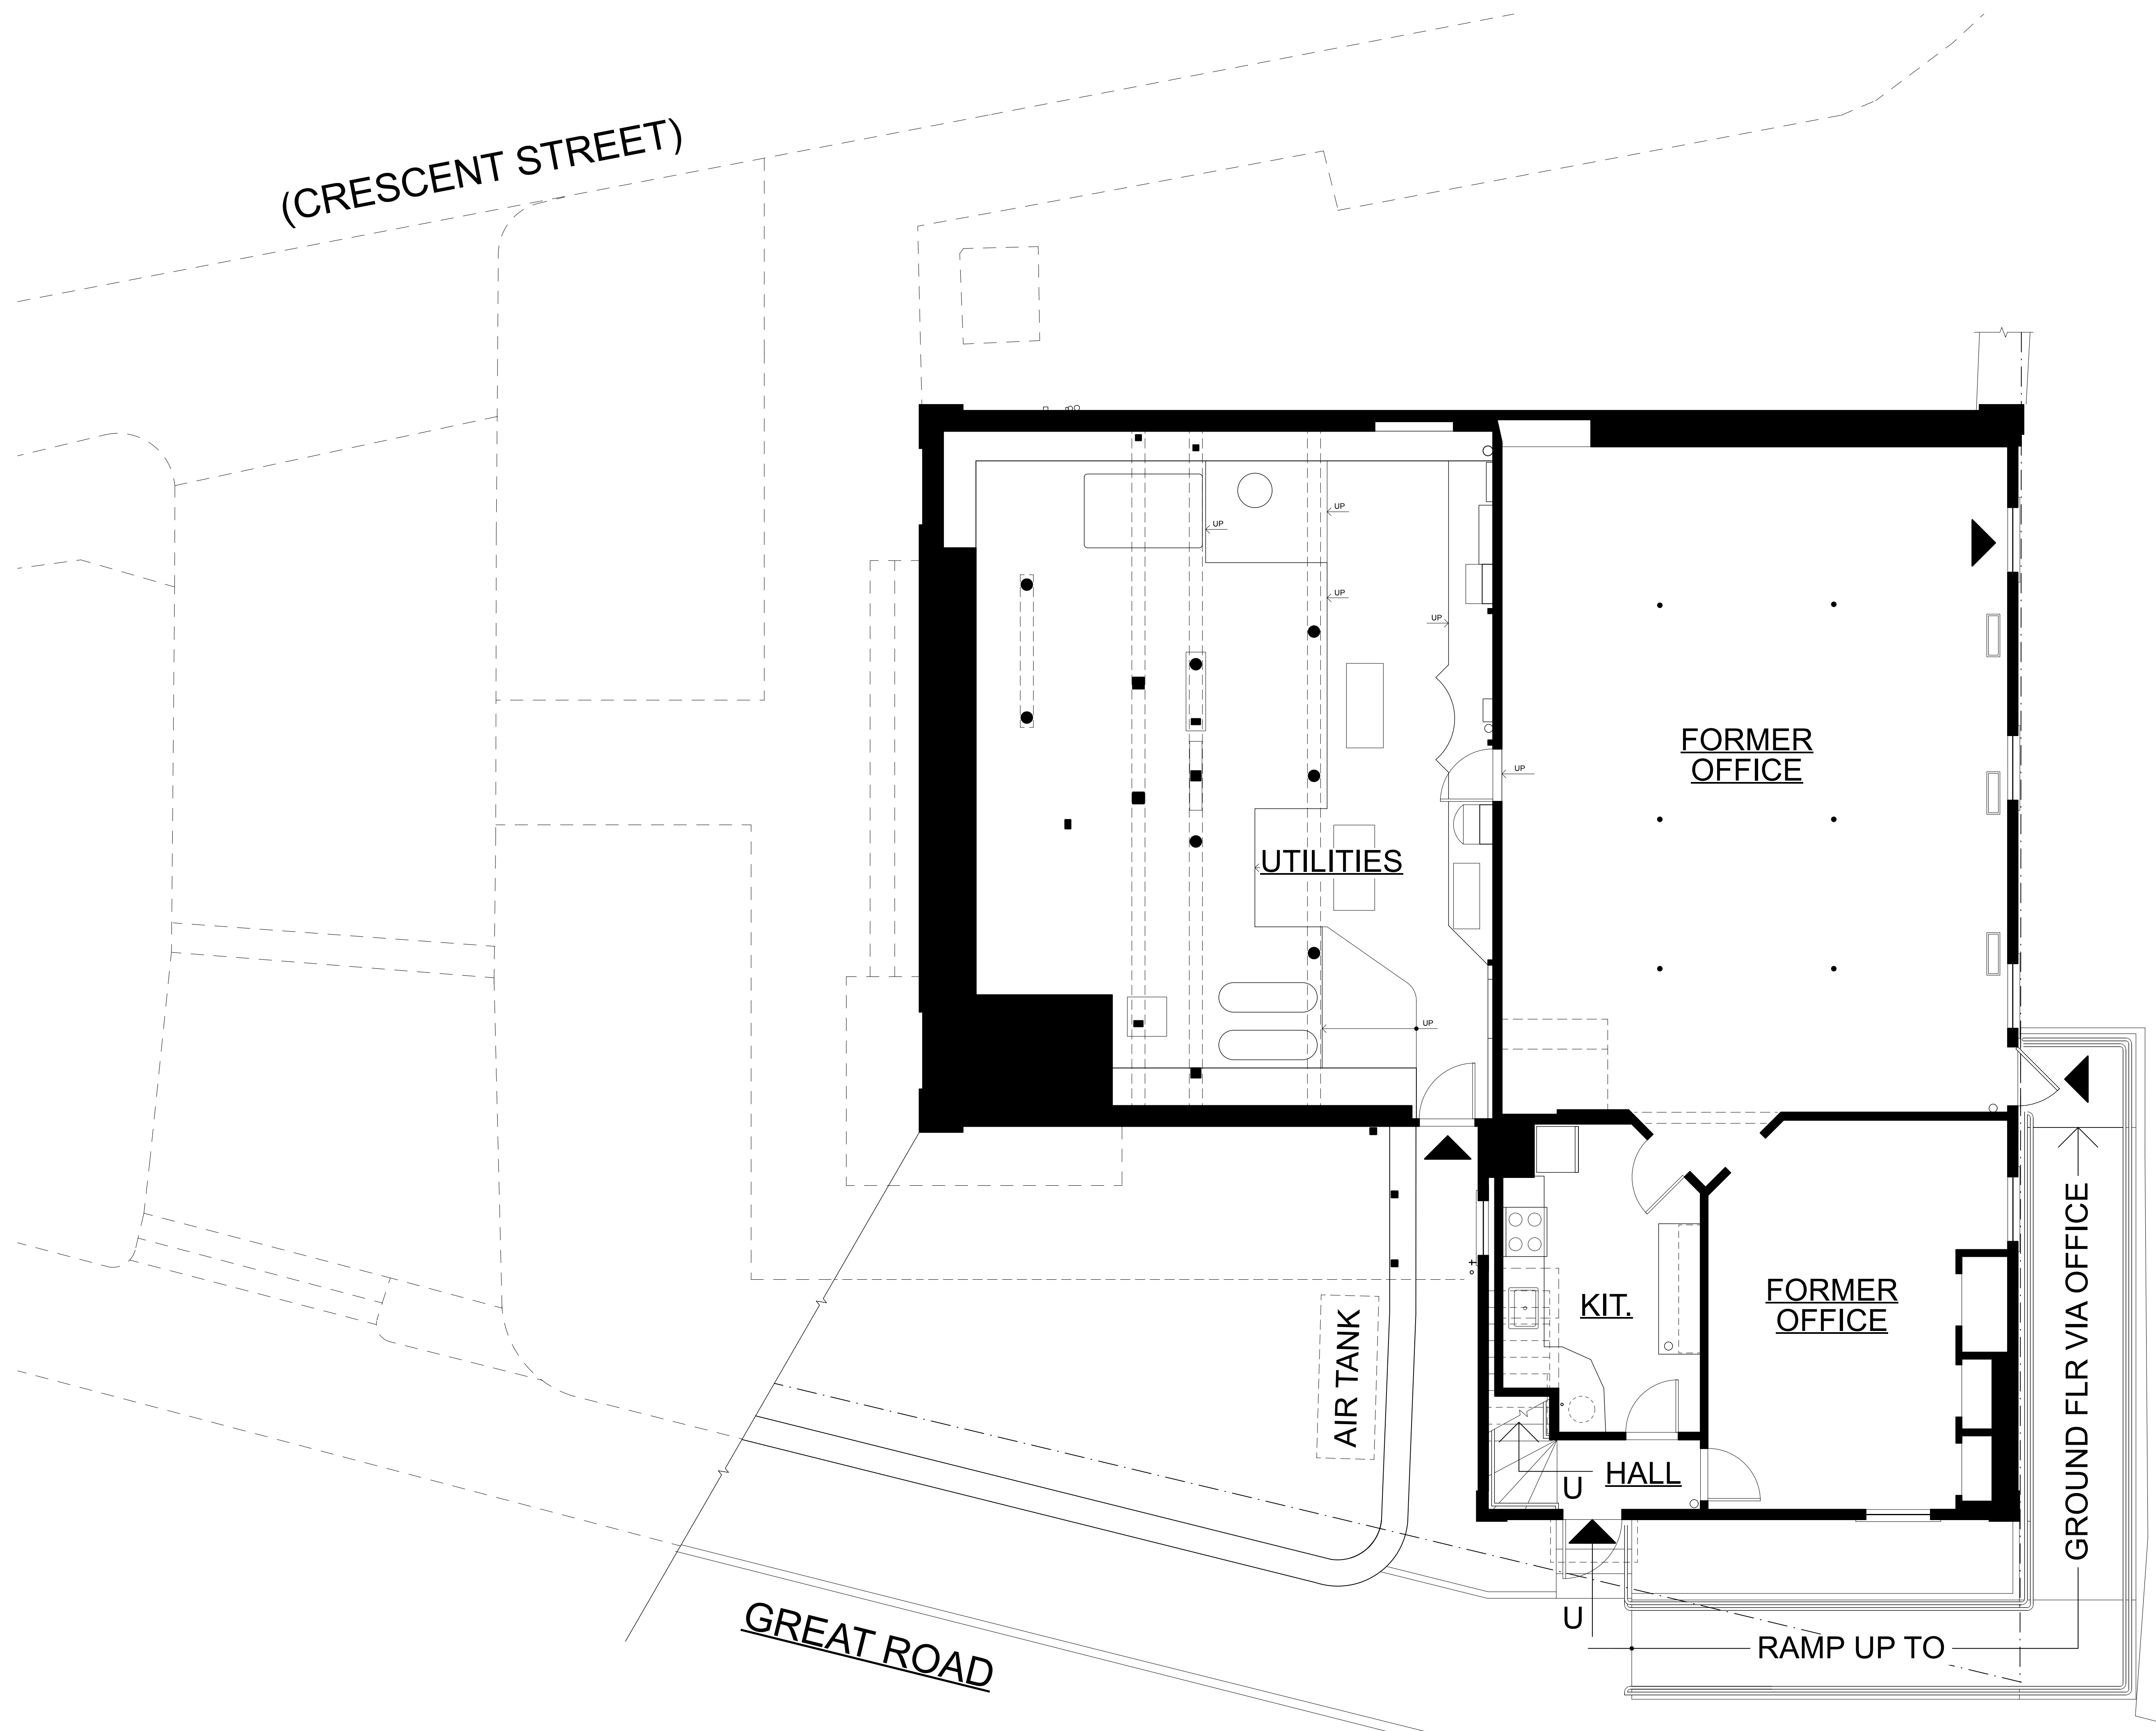 (CRESCENT STREET)
UP
UP
UP
UP
FORMER
OFFICE
UP
UTILITIES
UP
FORMER
OFFICE
KIT.
AIR TANK
HALL
U
U
GROUND FLR VIA OFFICE
RAMP UP TO
GREAT ROAD